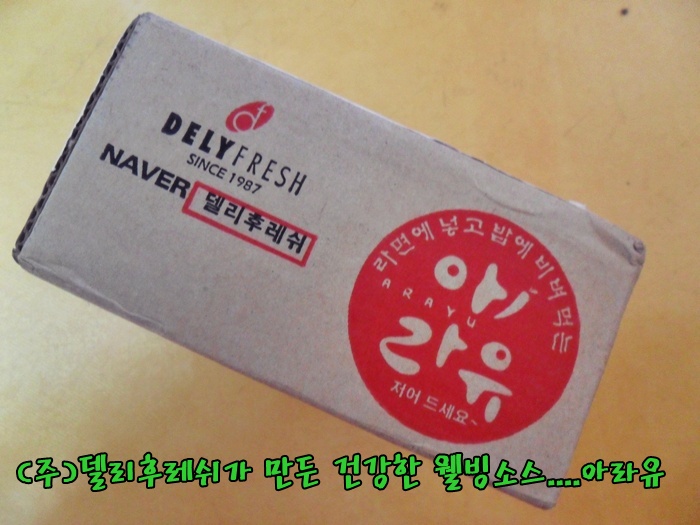 DELYFRESH
SINCE 1987
NAVER 델리후레쉬
라면에 넣고 밥에 비벼 먹는
아!
ARAYU
라유
저어 드세요~
(주)델리후레쉬가 만든 건강한 웰빙소스....아라유